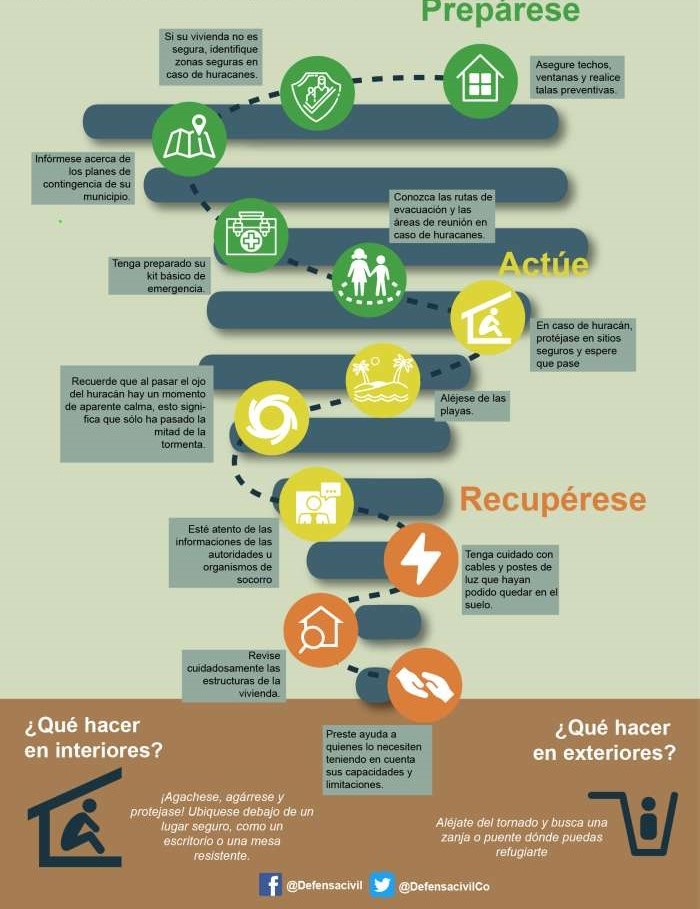 Prepárese
Asegure techos,
ventanas y realice
talas preventivas.
Si su vivienda no es
segura, identifique
zonas seguras en
caso de huracanes.
Infórmese acerca de
los planes de
contingencia de su
municipio.
Tenga preparado su
kit básico de
emergencia.
Conozca las rutas de
evacuación y las
áreas de reunión en
caso de huracanes.
Actúe
En caso de huracán,
protéjase en sitios
seguros y espere
que pase
Aléjese de las
playas.
Recuerde que al pasar el ojo
del huracán hay un momento
de aparente calma, esto signi-
fica que sólo ha pasado la
mitad de la
tormenta.
Esté atento de las
informaciones de las
autoridades u
organismos de
socorro
Recupérese
Tenga cuidado con
cables y postes de
luz que hayan
podido quedar en el
suelo.
Revise
cuidadosamente las
estructuras de la
vivienda.
Preste ayuda a
quienes lo necesiten
teniendo en cuenta
sus capacidades y
limitaciones.
¿Qué hacer
en interiores?
¡Agachese, agárrese y
protejase! Ubiquese debajo de un
lugar seguro, como un
escritorio o una mesa
resistente.
¿Qué hacer
en exteriores?
Aléjate del tornado y busca una
zanja o puente dónde puedas
refugiarte
@Defensacivil
@DefensacivilCo